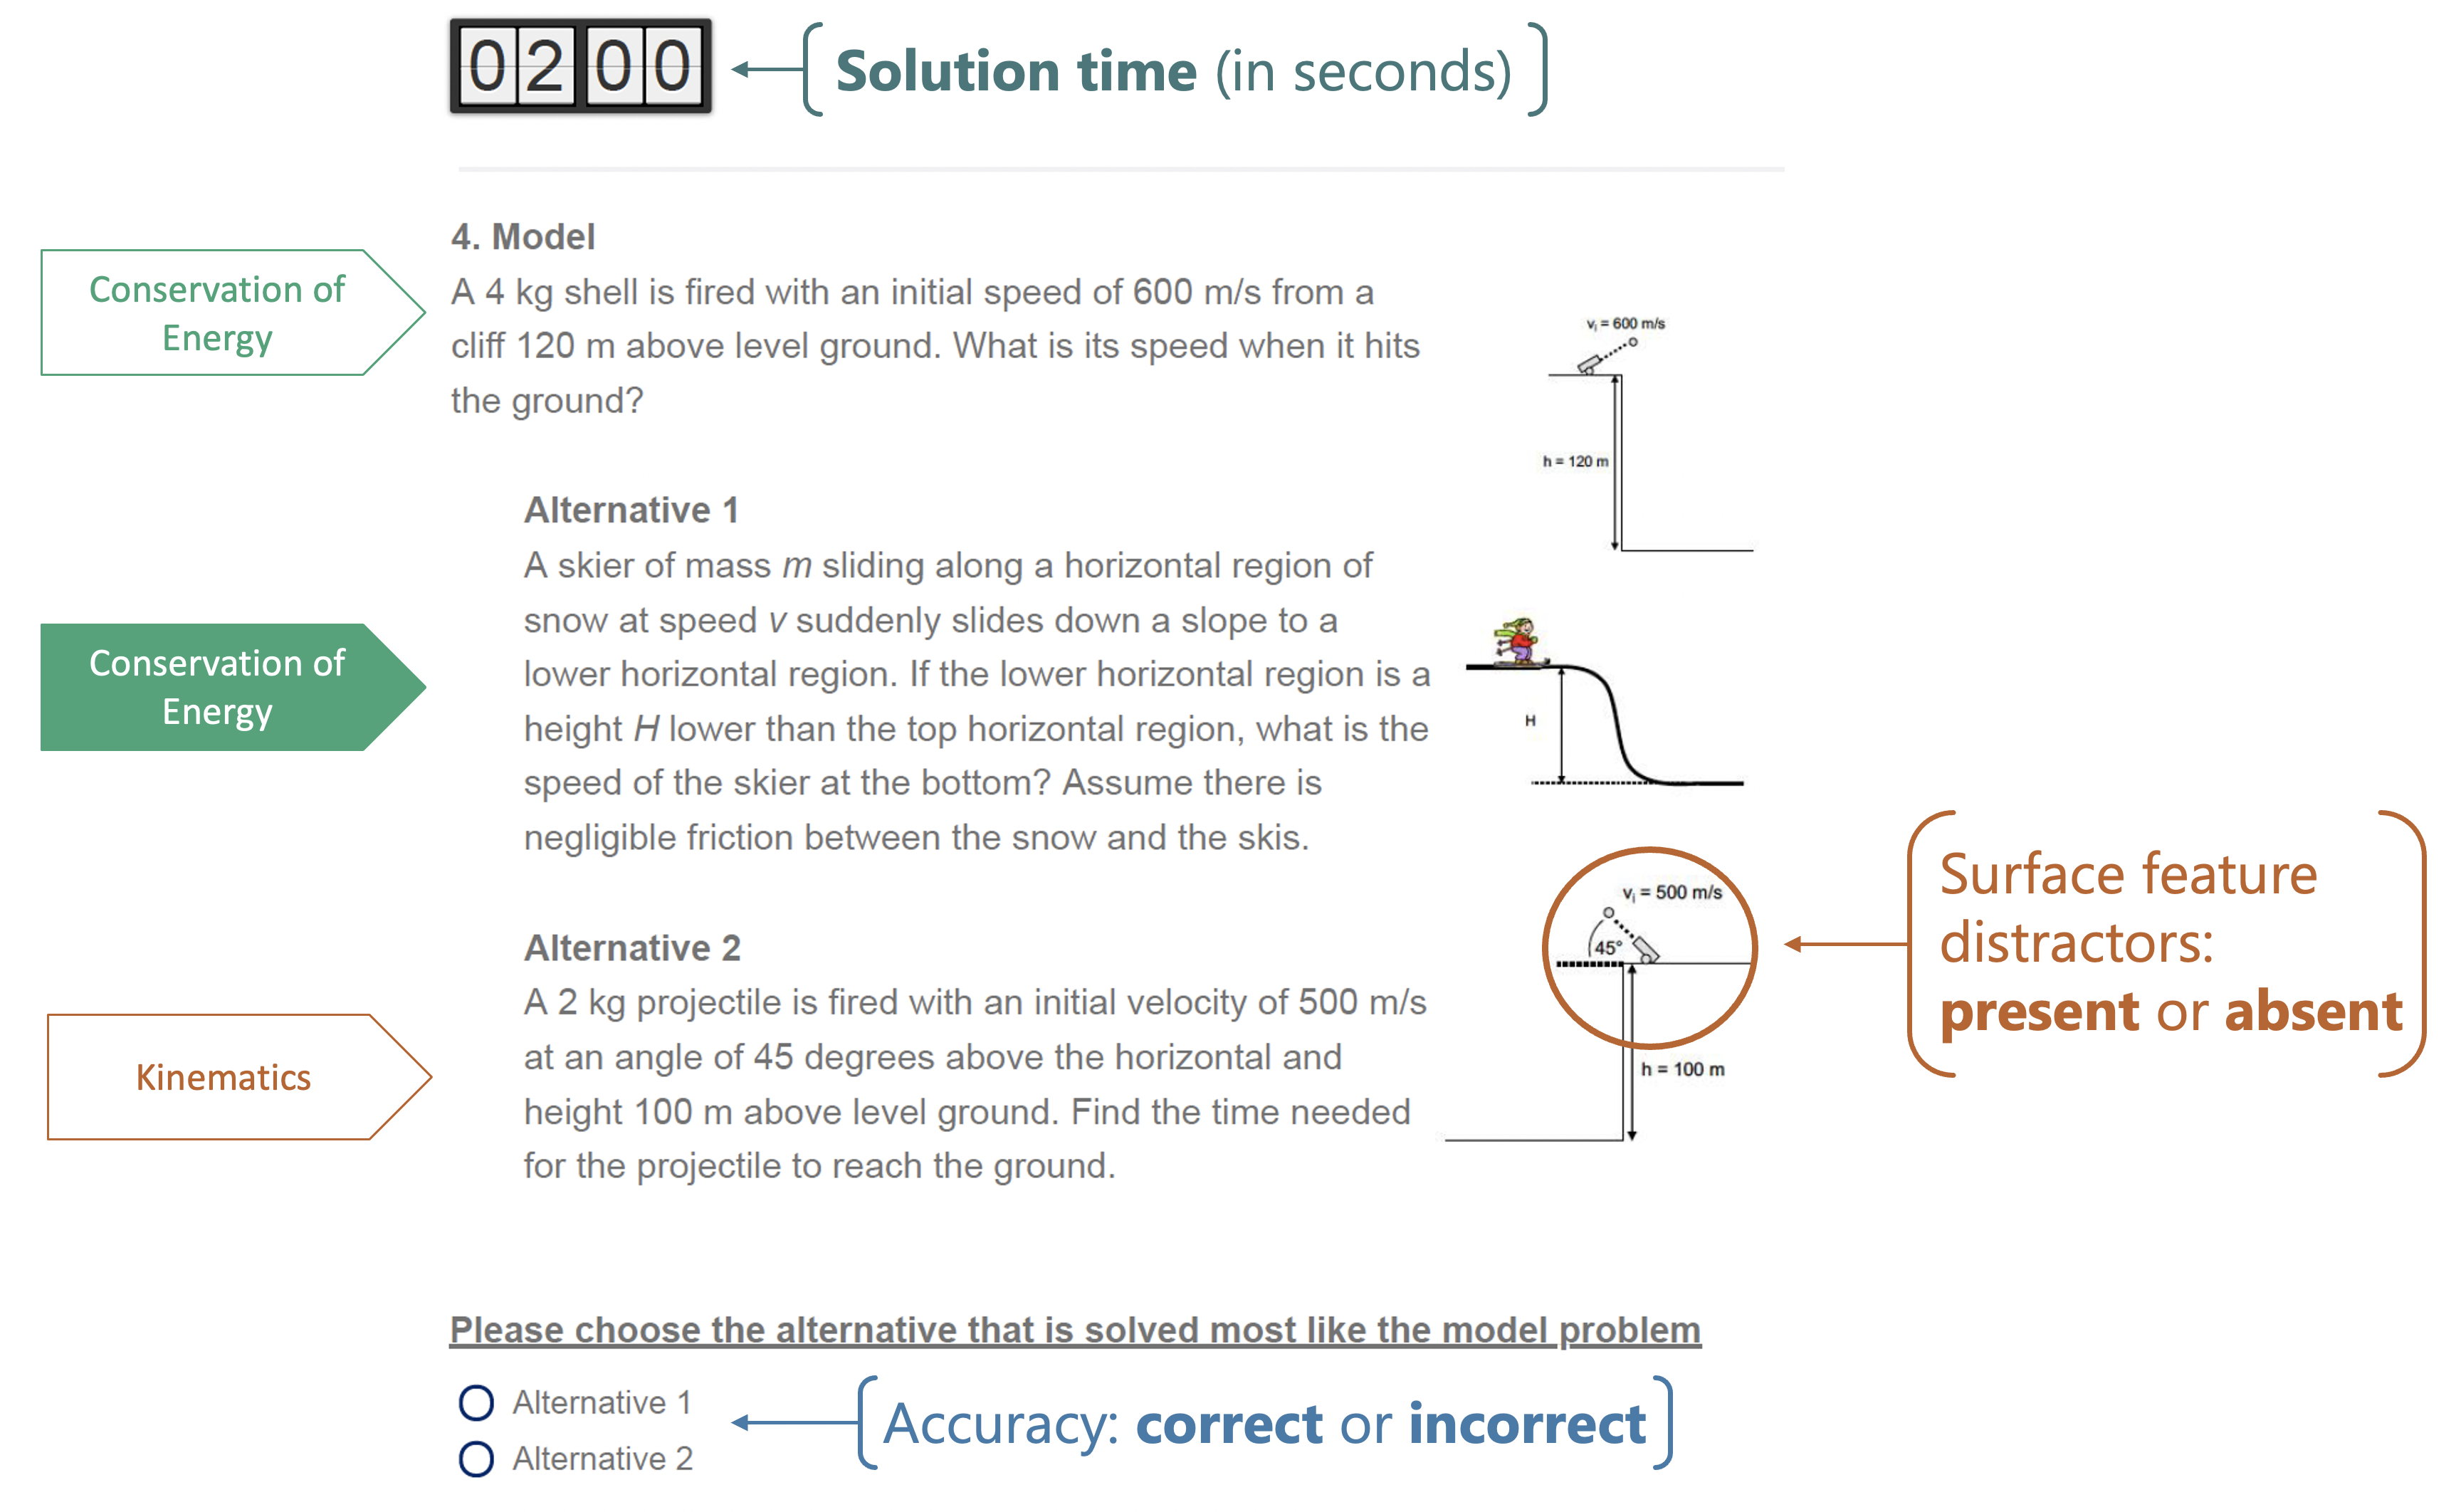 0200
Solution time (in seconds)
4. Model
Conservation of
Energy
A 4 kg shell is fired with an initial speed of 600 m/s from a
cliff 120 m above level ground. What is its speed when it hits
the ground?
vᵢ = 600 m/s
h = 120 m
Alternative 1
Conservation of
Energy
A skier of mass m sliding along a horizontal region of
snow at speed v suddenly slides down a slope to a
lower horizontal region. If the lower horizontal region is a
height H lower than the top horizontal region, what is the
speed of the skier at the bottom? Assume there is
negligible friction between the snow and the skis.
H
Alternative 2
Kinematics
A 2 kg projectile is fired with an initial velocity of 500 m/s
at an angle of 45 degrees above the horizontal and
height 100 m above level ground. Find the time needed
for the projectile to reach the ground.
vᵢ = 500 m/s
45°
h = 100 m
Surface feature
distractors:
present or absent
Please choose the alternative that is solved most like the model problem
Alternative 1
Alternative 2
Accuracy: correct or incorrect